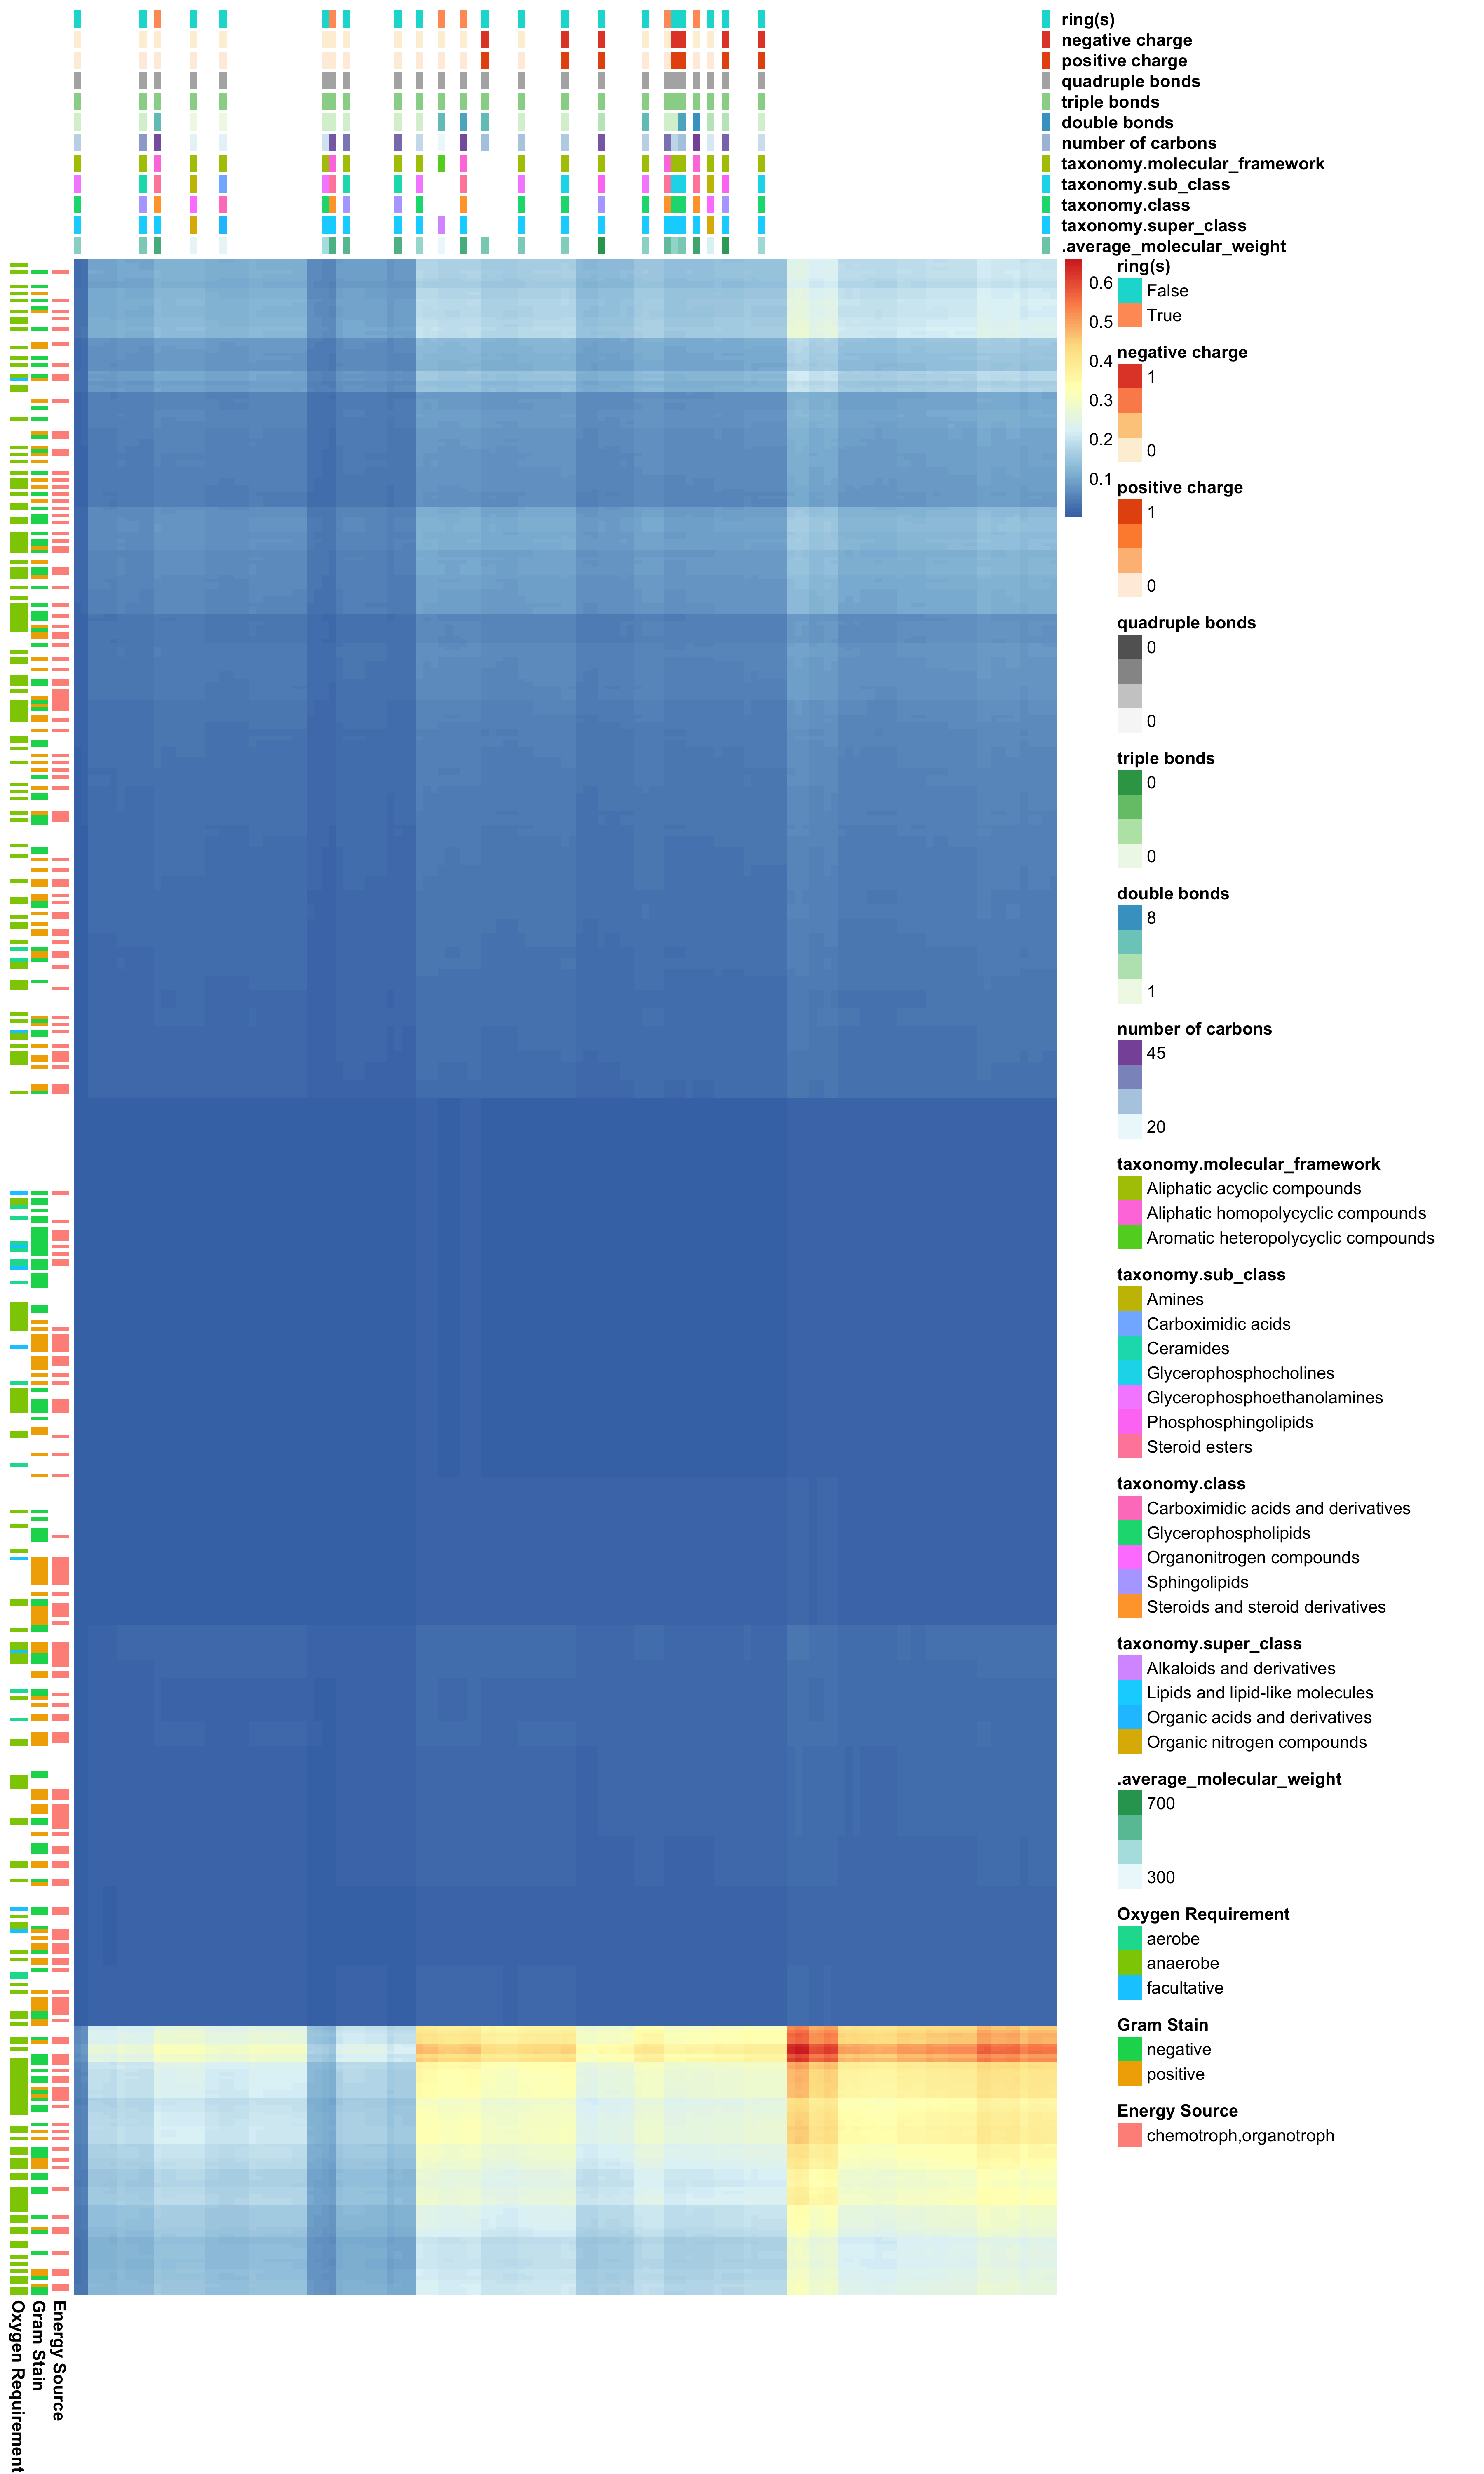 ring(s)
negative charge
positive charge
quadruple bonds
triple bonds
double bonds
number of carbons
taxonomy.molecular_framework
taxonomy.sub_class
taxonomy.class
taxonomy.super_class
.average_molecular_weight
0.6
0.5
0.4
0.3
0.2
0.1
ring(s)
False
True
negative charge
1
0
positive charge
1
0
quadruple bonds
0
0
triple bonds
0
0
double bonds
8
1
number of carbons
45
20
taxonomy.molecular_framework
Aliphatic acyclic compounds
Aliphatic homopolycyclic compounds
Aromatic heteropolycyclic compounds
taxonomy.sub_class
Amines
Carboximidic acids
Ceramides
Glycerophosphocholines
Glycerophosphoethanolamines
Phosphosphingolipids
Steroid esters
taxonomy.class
Carboximidic acids and derivatives
Glycerophospholipids
Organonitrogen compounds
Sphingolipids
Steroids and steroid derivatives
taxonomy.super_class
Alkaloids and derivatives
Lipids and lipid-like molecules
Organic acids and derivatives
Organic nitrogen compounds
.average_molecular_weight
700
300
Oxygen Requirement
aerobe
anaerobe
facultative
Gram Stain
negative
positive
Energy Source
chemotroph,organotroph
Oxygen Requirement
Gram Stain
Energy Source